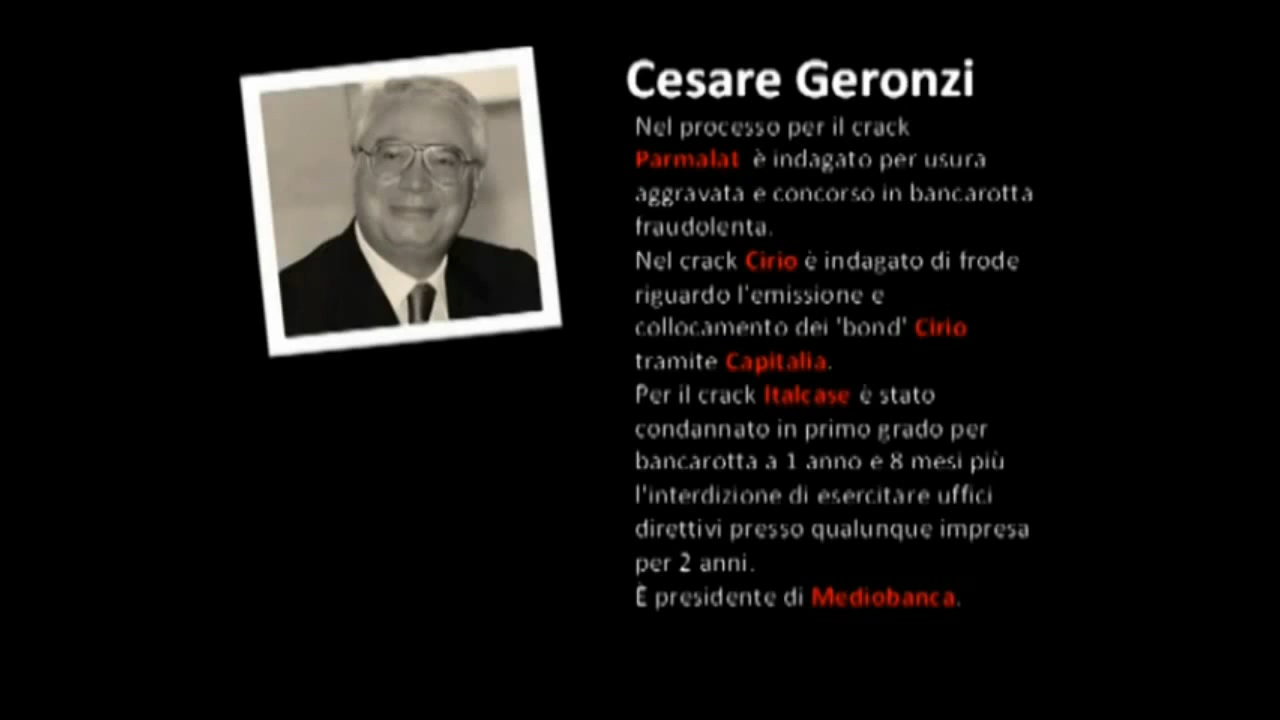 Cesare Geronzi
Nel processo per il crack
Parmalat è indagato per usura
aggravata e concorso in bancarotta
fraudolenta.
Nel crack Cirio è indagato di frode
riguardo l'emissione e
collocamento dei 'bond' Cirio
tramite Capitalia.
Per il crack Italcase è stato
condannato in primo grado per
bancarotta a 1 anno e 8 mesi più
l'interdizione di esercitare uffici
direttivi presso qualunque impresa
per 2 anni.
È presidente di Mediobanca.